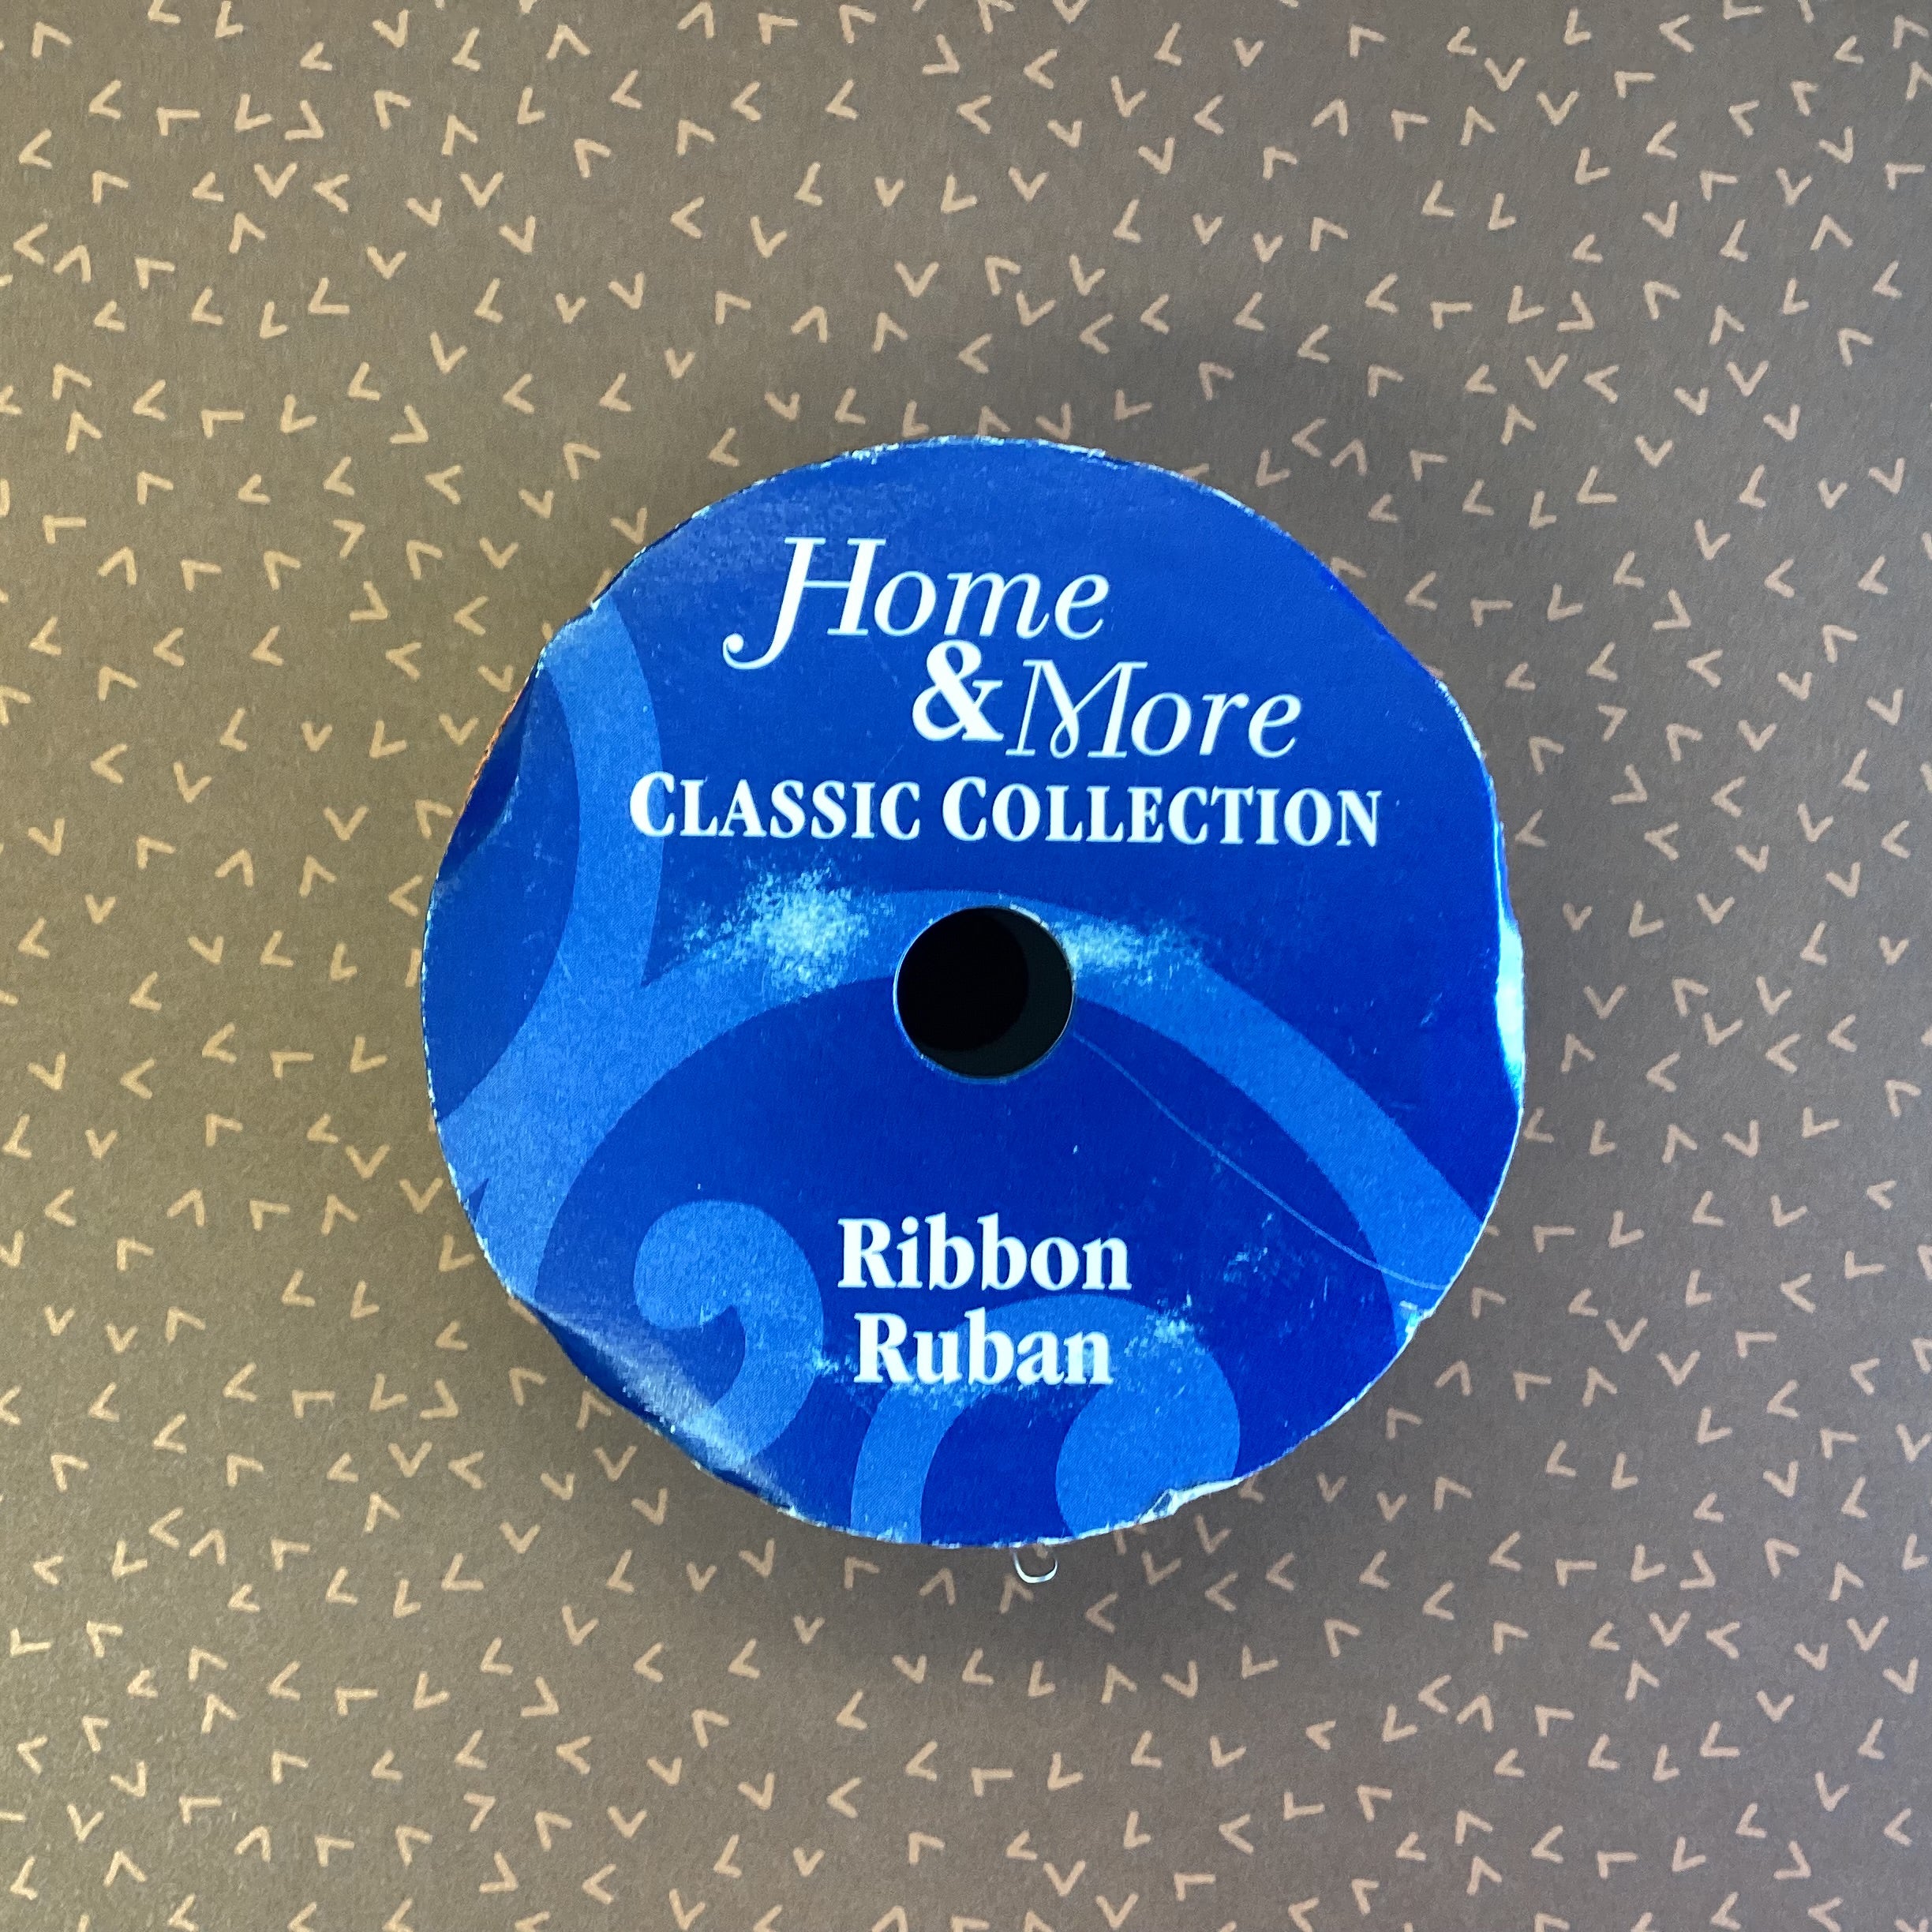 Home
& More
CLASSIC COLLECTION
Ribbon
Ruban